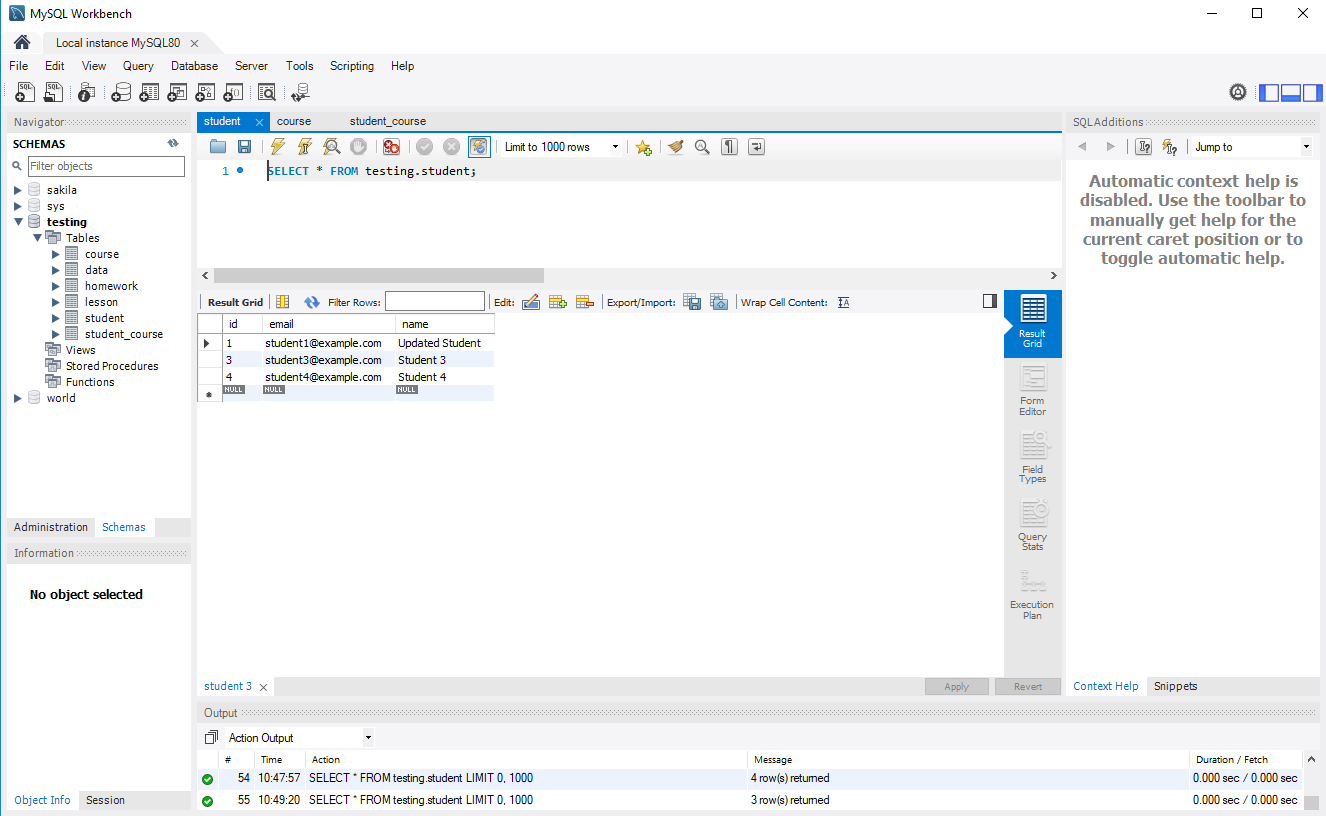 MySQL Workbench
Local instance MySQL80
File Edit View Query Database Server Tools Scripting Help
SQL SQL
Navigator
SCHEMAS
Filter objects
sakila
sys
testing
Tables
course
data
homework
lesson
student
student_course
Views
Stored Procedures
Functions
world
Administration Schemas
Information
No object selected
Object Info Session
student course student_course
Limit to 1000 rows
1 SELECT * FROM testing.student;
Result Grid Filter Rows: Edit: Export/Import: Wrap Cell Content: IA
id email name
1 student1@example.com Updated Student
3 student3@example.com Student 3
4 student4@example.com Student 4
NULL NULL NULL
Result
Grid
Form
Editor
Field
Types
Query
Stats
Execution
Plan
student 3 Apply Revert
SQLAdditions
Jump to
Automatic context help is
disabled. Use the toolbar to
manually get help for the
current caret position or to
toggle automatic help.
Context Help Snippets
Output
Action Output
# Time Action Message Duration / Fetch
54 10:47:57 SELECT * FROM testing.student LIMIT 0, 1000 4 row(s) returned 0.000 sec / 0.000 sec
55 10:49:20 SELECT * FROM testing.student LIMIT 0, 1000 3 row(s) returned 0.000 sec / 0.000 sec